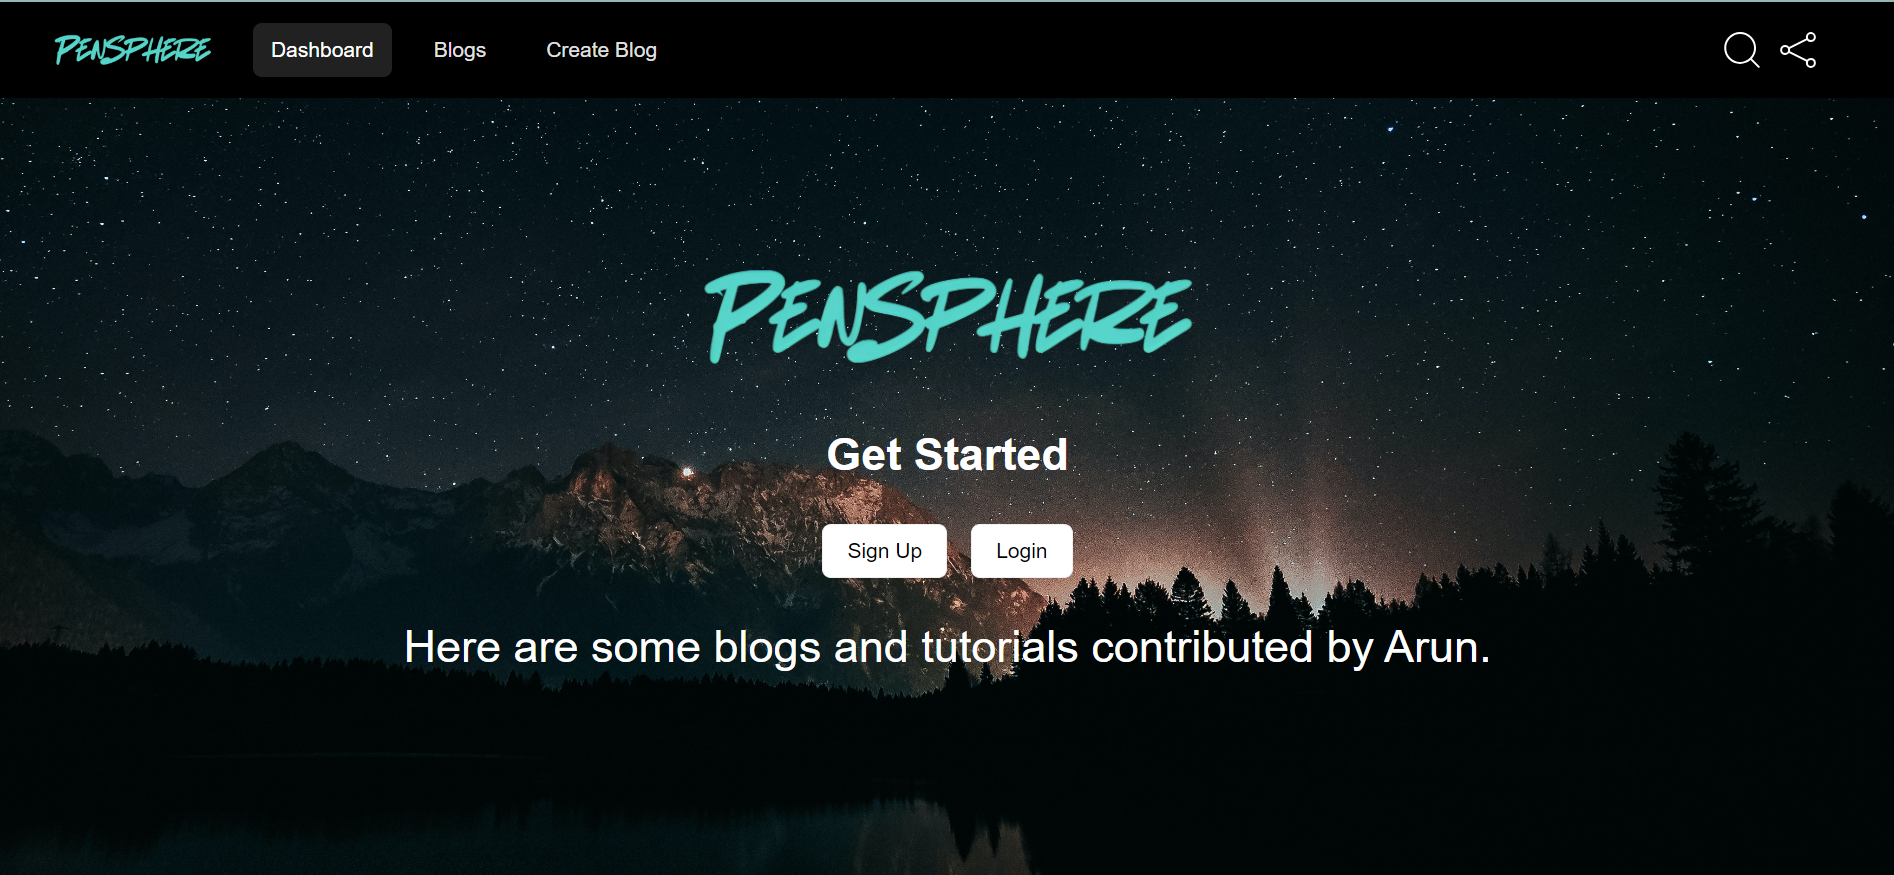 PENSPHERE Dashboard Blogs Create Blog
PENSPHERE
Get Started
Sign Up Login
Here are some blogs and tutorials contributed by Arun.